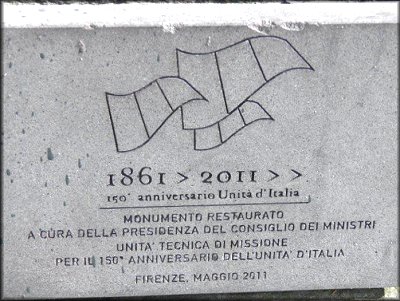 1861 > 2011 > >
150° anniversario Unità d'Italia
MONUMENTO RESTAURATO
A CURA DELLA PRESIDENZA DEL CONSIGLIO DEI MINISTRI
UNITA' TECNICA DI MISSIONE
PER IL 150° ANNIVERSARIO DELL'UNITA' D'ITALIA
FIRENZE, MAGGIO 2011